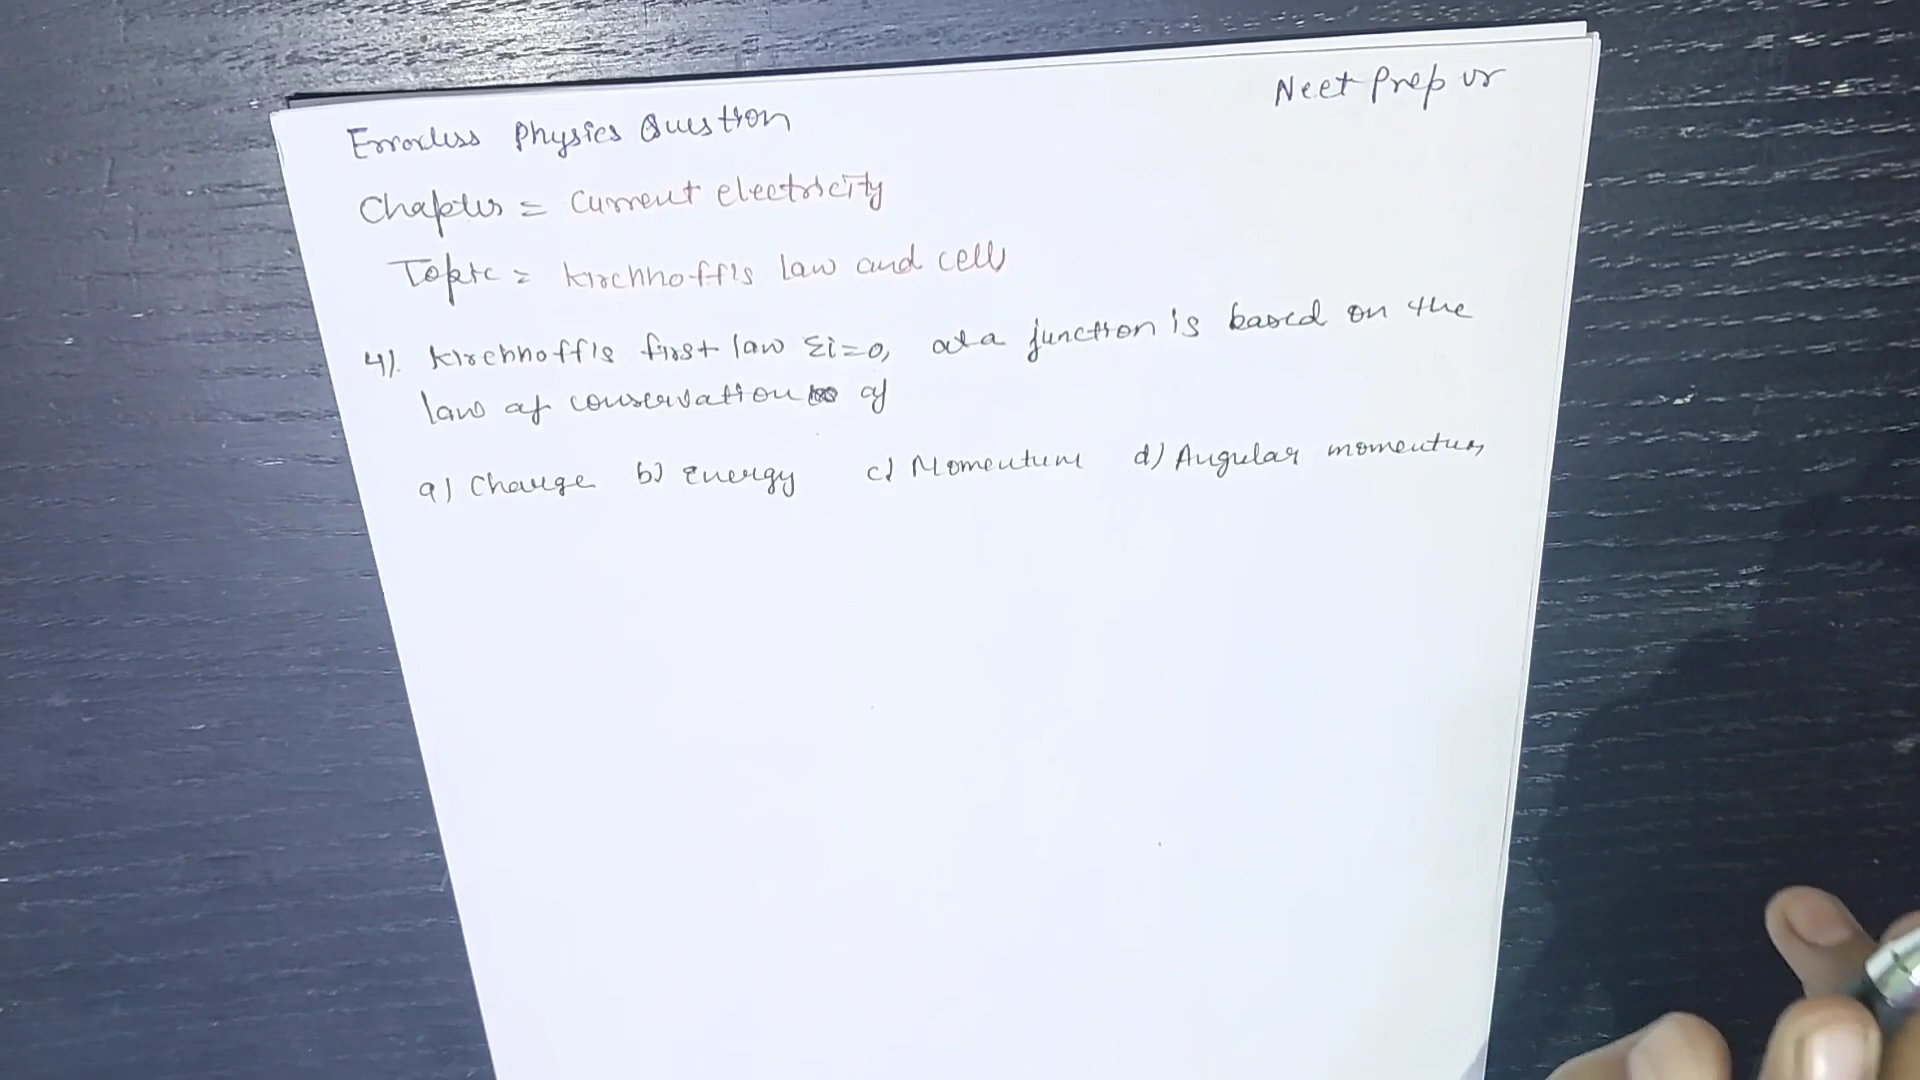 Errorless Physics Question
Neet Prep vr
Chapter = Current electricity
Topic = Kirchhoff's law and cell
4). Kirchhoff's first law Σi=0, at a junction is based on the
law of conservation of
a) Charge b) Energy c) Momentum d) Angular momentum